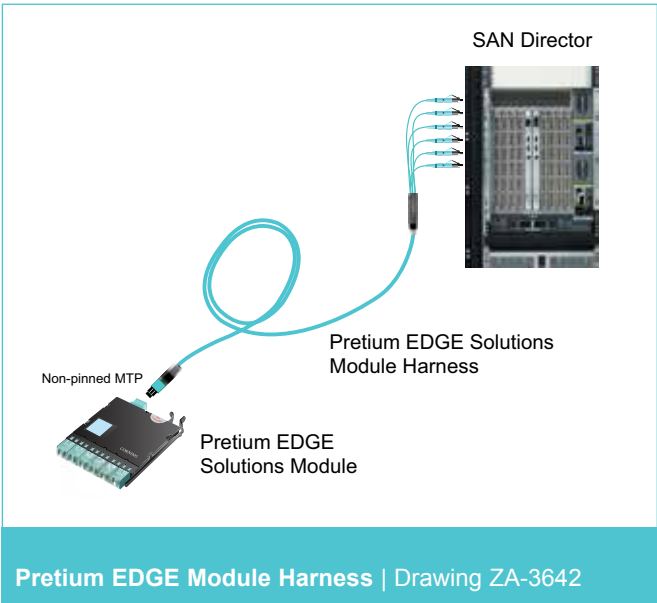 SAN Director
Pretium EDGE Solutions
Module Harness
Non-pinned MTP
CORNING
Pretium EDGE
Solutions Module
Pretium EDGE Module Harness | Drawing ZA-3642